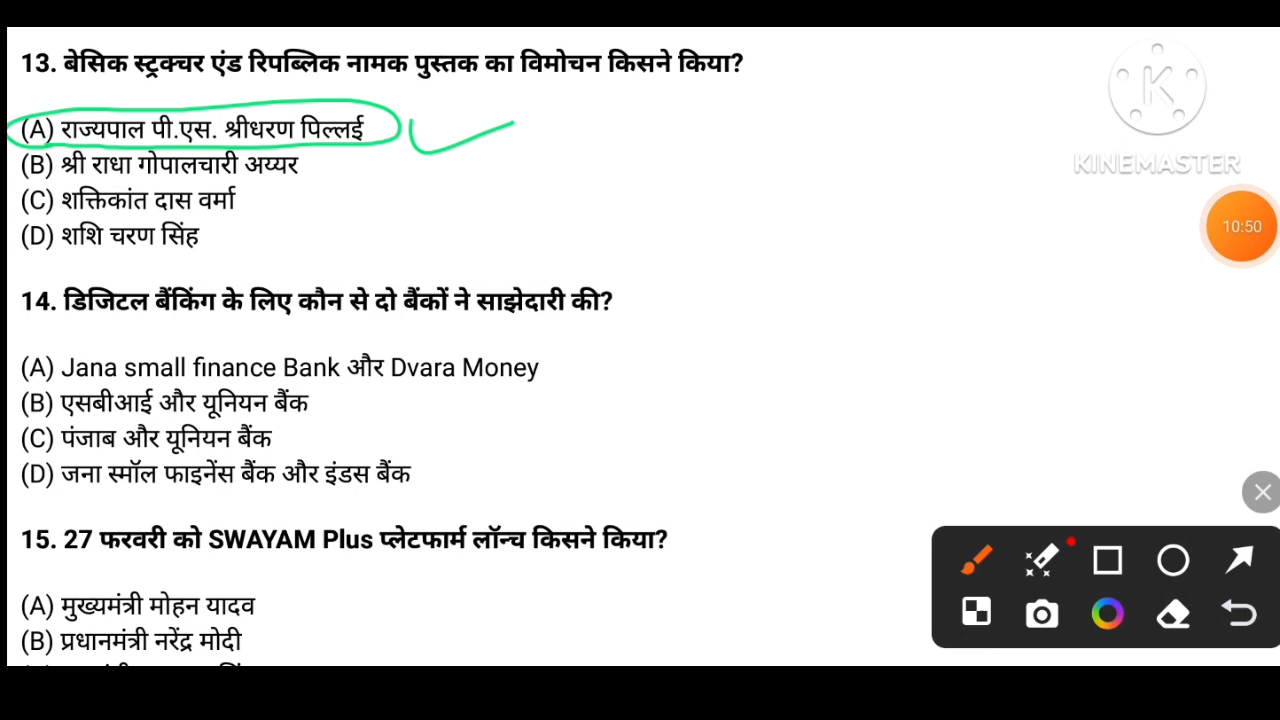 13. बेसिक स्ट्रक्चर एंड रिपब्लिक नामक पुस्तक का विमोचन किसने किया?
(A) राज्यपाल पी.एस. श्रीधरण पिल्लई
(B) श्री राधा गोपालचारी अय्यर
(C) शक्तिकांत दास वर्मा
(D) शशि चरण सिंह
14. डिजिटल बैंकिंग के लिए कौन से दो बैंकों ने साझेदारी की?
(A) Jana small finance Bank और Dvara Money
(B) एसबीआई और यूनियन बैंक
(C) पंजाब और यूनियन बैंक
(D) जना स्मॉल फाइनेंस बैंक और इंडस बैंक
15. 27 फरवरी को SWAYAM Plus प्लेटफार्म लॉन्च किसने किया?
(A) मुख्यमंत्री मोहन यादव
(B) प्रधानमंत्री नरेंद्र मोदी
K
KINEMASTER
10:50